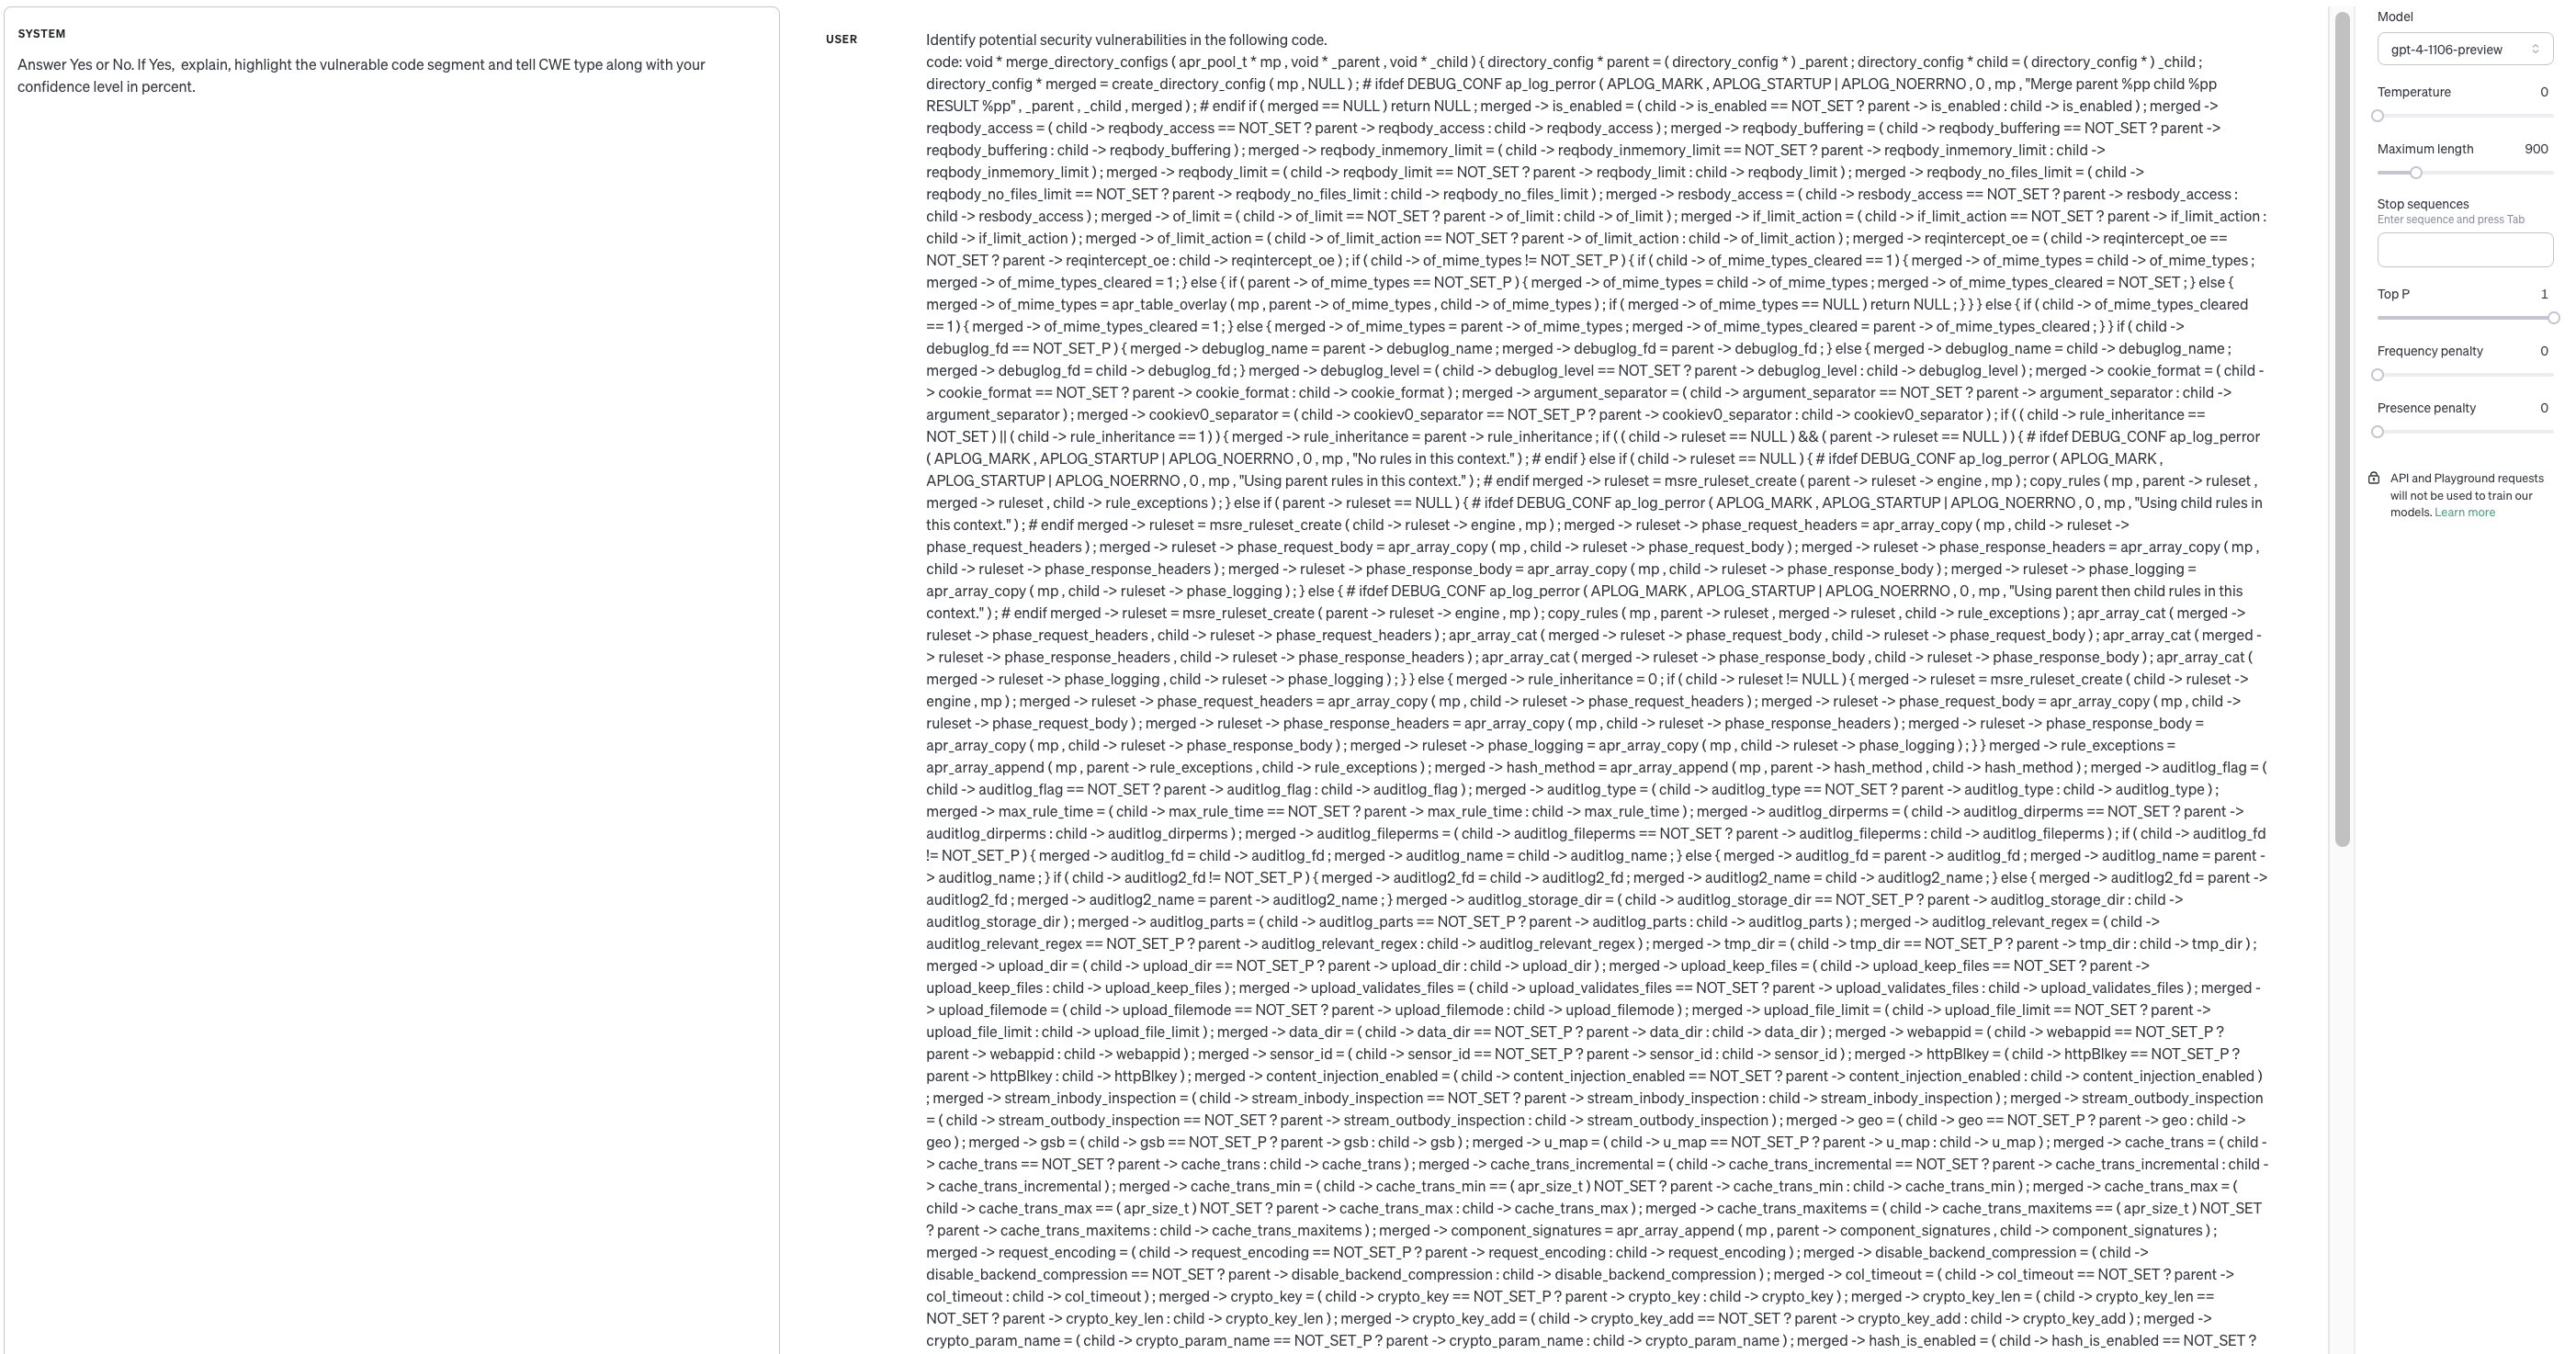 SYSTEM
Answer Yes or No. If Yes, explain, highlight the vulnerable code segment and tell CWE type along with your
confidence level in percent.
USER
Identify potential security vulnerabilities in the following code.
code: void * merge_directory_configs ( apr_pool_t * mp , void * _parent , void * _child ) { directory_config * parent = ( directory_config * ) _parent ; directory_config * child = ( directory_config * ) _child ;
directory_config * merged = create_directory_config ( mp , NULL ) ; # ifdef DEBUG_CONF ap_log_perror ( APLOG_MARK , APLOG_STARTUP | APLOG_NOERRNO , 0 , mp , "Merge parent %pp child %pp
RESULT %pp" , _parent , _child , merged ) ; # endif if ( merged == NULL ) return NULL ; merged -> is_enabled = ( child -> is_enabled == NOT_SET ? parent -> is_enabled : child -> is_enabled ) ; merged ->
reqbody_access = ( child -> reqbody_access == NOT_SET ? parent -> reqbody_access : child -> reqbody_access ) ; merged -> reqbody_buffering = ( child -> reqbody_buffering == NOT_SET ? parent ->
reqbody_buffering : child -> reqbody_buffering ) ; merged -> reqbody_inmemory_limit = ( child -> reqbody_inmemory_limit == NOT_SET ? parent -> reqbody_inmemory_limit : child ->
reqbody_inmemory_limit ) ; merged -> reqbody_limit = ( child -> reqbody_limit == NOT_SET ? parent -> reqbody_limit : child -> reqbody_limit ) ; merged -> reqbody_no_files_limit = ( child ->
reqbody_no_files_limit == NOT_SET ? parent -> reqbody_no_files_limit : child -> reqbody_no_files_limit ) ; merged -> resbody_access = ( child -> resbody_access == NOT_SET ? parent -> resbody_access :
child -> resbody_access ) ; merged -> of_limit = ( child -> of_limit == NOT_SET ? parent -> of_limit : child -> of_limit ) ; merged -> if_limit_action = ( child -> if_limit_action == NOT_SET ? parent -> if_limit_action :
child -> if_limit_action ) ; merged -> of_limit_action = ( child -> of_limit_action == NOT_SET ? parent -> of_limit_action : child -> of_limit_action ) ; merged -> reqintercept_oe = ( child -> reqintercept_oe ==
NOT_SET ? parent -> reqintercept_oe : child -> reqintercept_oe ) ; if ( child -> of_mime_types != NOT_SET_P ) { if ( child -> of_mime_types_cleared == 1 ) { merged -> of_mime_types = child -> of_mime_types ;
merged -> of_mime_types_cleared = 1 ; } else { if ( parent -> of_mime_types == NOT_SET_P ) { merged -> of_mime_types = child -> of_mime_types ; merged -> of_mime_types_cleared = NOT_SET ; } else {
merged -> of_mime_types = apr_table_overlay ( mp , parent -> of_mime_types , child -> of_mime_types ) ; if ( merged -> of_mime_types == NULL ) return NULL ; } } } else { if ( child -> of_mime_types_cleared
== 1 ) { merged -> of_mime_types_cleared = 1 ; } else { merged -> of_mime_types = parent -> of_mime_types ; merged -> of_mime_types_cleared = parent -> of_mime_types_cleared ; } } if ( child ->
debuglog_fd == NOT_SET_P ) { merged -> debuglog_name = parent -> debuglog_name ; merged -> debuglog_fd = parent -> debuglog_fd ; } else { merged -> debuglog_name = child -> debuglog_name ;
merged -> debuglog_fd = child -> debuglog_fd ; } merged -> debuglog_level = ( child -> debuglog_level == NOT_SET ? parent -> debuglog_level : child -> debuglog_level ) ; merged -> cookie_format = ( child -
> cookie_format == NOT_SET ? parent -> cookie_format : child -> cookie_format ) ; merged -> argument_separator = ( child -> argument_separator == NOT_SET ? parent -> argument_separator : child ->
argument_separator ) ; merged -> cookiev0_separator = ( child -> cookiev0_separator == NOT_SET_P ? parent -> cookiev0_separator : child -> cookiev0_separator ) ; if ( ( child -> rule_inheritance ==
NOT_SET ) || ( child -> rule_inheritance == 1 ) ) { merged -> rule_inheritance = parent -> rule_inheritance ; if ( ( child -> ruleset == NULL ) && ( parent -> ruleset == NULL ) ) { # ifdef DEBUG_CONF ap_log_perror
( APLOG_MARK , APLOG_STARTUP | APLOG_NOERRNO , 0 , mp , "No rules in this context." ) ; # endif } else if ( child -> ruleset == NULL ) { # ifdef DEBUG_CONF ap_log_perror ( APLOG_MARK ,
APLOG_STARTUP | APLOG_NOERRNO , 0 , mp , "Using parent rules in this context." ) ; # endif merged -> ruleset = msre_ruleset_create ( parent -> ruleset -> engine , mp ) ; copy_rules ( mp , parent -> ruleset ,
merged -> ruleset , child -> rule_exceptions ) ; } else if ( parent -> ruleset == NULL ) { # ifdef DEBUG_CONF ap_log_perror ( APLOG_MARK , APLOG_STARTUP | APLOG_NOERRNO , 0 , mp , "Using child rules in
this context." ) ; # endif merged -> ruleset = msre_ruleset_create ( child -> ruleset -> engine , mp ) ; merged -> ruleset -> phase_request_headers = apr_array_copy ( mp , child -> ruleset ->
phase_request_headers ) ; merged -> ruleset -> phase_request_body = apr_array_copy ( mp , child -> ruleset -> phase_request_body ) ; merged -> ruleset -> phase_response_headers = apr_array_copy ( mp ,
child -> ruleset -> phase_response_headers ) ; merged -> ruleset -> phase_response_body = apr_array_copy ( mp , child -> ruleset -> phase_response_body ) ; merged -> ruleset -> phase_logging =
apr_array_copy ( mp , child -> ruleset -> phase_logging ) ; } else { # ifdef DEBUG_CONF ap_log_perror ( APLOG_MARK , APLOG_STARTUP | APLOG_NOERRNO , 0 , mp , "Using parent then child rules in this
context." ) ; # endif merged -> ruleset = msre_ruleset_create ( parent -> ruleset -> engine , mp ) ; copy_rules ( mp , parent -> ruleset , merged -> ruleset , child -> rule_exceptions ) ; apr_array_cat ( merged ->
ruleset -> phase_request_headers , child -> ruleset -> phase_request_headers ) ; apr_array_cat ( merged -> ruleset -> phase_request_body , child -> ruleset -> phase_request_body ) ; apr_array_cat ( merged -
> ruleset -> phase_response_headers , child -> ruleset -> phase_response_headers ) ; apr_array_cat ( merged -> ruleset -> phase_response_body , child -> ruleset -> phase_response_body ) ; apr_array_cat (
merged -> ruleset -> phase_logging , child -> ruleset -> phase_logging ) ; } } else { merged -> rule_inheritance = 0 ; if ( child -> ruleset != NULL ) { merged -> ruleset = msre_ruleset_create ( child -> ruleset ->
engine , mp ) ; merged -> ruleset -> phase_request_headers = apr_array_copy ( mp , child -> ruleset -> phase_request_headers ) ; merged -> ruleset -> phase_request_body = apr_array_copy ( mp , child ->
ruleset -> phase_request_body ) ; merged -> ruleset -> phase_response_headers = apr_array_copy ( mp , child -> ruleset -> phase_response_headers ) ; merged -> ruleset -> phase_response_body =
apr_array_copy ( mp , child -> ruleset -> phase_response_body ) ; merged -> ruleset -> phase_logging = apr_array_copy ( mp , child -> ruleset -> phase_logging ) ; } } merged -> rule_exceptions =
apr_array_append ( mp , parent -> rule_exceptions , child -> rule_exceptions ) ; merged -> hash_method = apr_array_append ( mp , parent -> hash_method , child -> hash_method ) ; merged -> auditlog_flag = (
child -> auditlog_flag == NOT_SET ? parent -> auditlog_flag : child -> auditlog_flag ) ; merged -> auditlog_type = ( child -> auditlog_type == NOT_SET ? parent -> auditlog_type : child -> auditlog_type ) ;
merged -> max_rule_time = ( child -> max_rule_time == NOT_SET ? parent -> max_rule_time : child -> max_rule_time ) ; merged -> auditlog_dirperms = ( child -> auditlog_dirperms == NOT_SET ? parent ->
auditlog_dirperms : child -> auditlog_dirperms ) ; merged -> auditlog_fileperms = ( child -> auditlog_fileperms == NOT_SET ? parent -> auditlog_fileperms : child -> auditlog_fileperms ) ; if ( child -> auditlog_fd
!= NOT_SET_P ) { merged -> auditlog_fd = child -> auditlog_fd ; merged -> auditlog_name = child -> auditlog_name ; } else { merged -> auditlog_fd = parent -> auditlog_fd ; merged -> auditlog_name = parent -
> auditlog_name ; } if ( child -> auditlog2_fd != NOT_SET_P ) { merged -> auditlog2_fd = child -> auditlog2_fd ; merged -> auditlog2_name = child -> auditlog2_name ; } else { merged -> auditlog2_fd = parent ->
auditlog2_fd ; merged -> auditlog2_name = parent -> auditlog2_name ; } merged -> auditlog_storage_dir = ( child -> auditlog_storage_dir == NOT_SET_P ? parent -> auditlog_storage_dir : child ->
auditlog_storage_dir ) ; merged -> auditlog_parts = ( child -> auditlog_parts == NOT_SET_P ? parent -> auditlog_parts : child -> auditlog_parts ) ; merged -> auditlog_relevant_regex = ( child ->
auditlog_relevant_regex == NOT_SET_P ? parent -> auditlog_relevant_regex : child -> auditlog_relevant_regex ) ; merged -> tmp_dir = ( child -> tmp_dir == NOT_SET_P ? parent -> tmp_dir : child -> tmp_dir ) ;
merged -> upload_dir = ( child -> upload_dir == NOT_SET_P ? parent -> upload_dir : child -> upload_dir ) ; merged -> upload_keep_files = ( child -> upload_keep_files == NOT_SET ? parent ->
upload_keep_files : child -> upload_keep_files ) ; merged -> upload_validates_files = ( child -> upload_validates_files == NOT_SET ? parent -> upload_validates_files : child -> upload_validates_files ) ; merged -
> upload_filemode = ( child -> upload_filemode == NOT_SET ? parent -> upload_filemode : child -> upload_filemode ) ; merged -> upload_file_limit = ( child -> upload_file_limit == NOT_SET ? parent ->
upload_file_limit : child -> upload_file_limit ) ; merged -> data_dir = ( child -> data_dir == NOT_SET_P ? parent -> data_dir : child -> data_dir ) ; merged -> webappid = ( child -> webappid == NOT_SET_P ?
parent -> webappid : child -> webappid ) ; merged -> sensor_id = ( child -> sensor_id == NOT_SET_P ? parent -> sensor_id : child -> sensor_id ) ; merged -> httpBlkey = ( child -> httpBlkey == NOT_SET_P ?
parent -> httpBlkey : child -> httpBlkey ) ; merged -> content_injection_enabled = ( child -> content_injection_enabled == NOT_SET ? parent -> content_injection_enabled : child -> content_injection_enabled )
; merged -> stream_inbody_inspection = ( child -> stream_inbody_inspection == NOT_SET ? parent -> stream_inbody_inspection : child -> stream_inbody_inspection ) ; merged -> stream_outbody_inspection
= ( child -> stream_outbody_inspection == NOT_SET ? parent -> stream_outbody_inspection : child -> stream_outbody_inspection ) ; merged -> geo = ( child -> geo == NOT_SET_P ? parent -> geo : child ->
geo ) ; merged -> gsb = ( child -> gsb == NOT_SET_P ? parent -> gsb : child -> gsb ) ; merged -> u_map = ( child -> u_map == NOT_SET_P ? parent -> u_map : child -> u_map ) ; merged -> cache_trans = ( child -
> cache_trans == NOT_SET ? parent -> cache_trans : child -> cache_trans ) ; merged -> cache_trans_incremental = ( child -> cache_trans_incremental == NOT_SET ? parent -> cache_trans_incremental : child -
> cache_trans_incremental ) ; merged -> cache_trans_min = ( child -> cache_trans_min == ( apr_size_t ) NOT_SET ? parent -> cache_trans_min : child -> cache_trans_min ) ; merged -> cache_trans_max = (
child -> cache_trans_max == ( apr_size_t ) NOT_SET ? parent -> cache_trans_max : child -> cache_trans_max ) ; merged -> cache_trans_maxitems = ( child -> cache_trans_maxitems == ( apr_size_t ) NOT_SET
? parent -> cache_trans_maxitems : child -> cache_trans_maxitems ) ; merged -> component_signatures = apr_array_append ( mp , parent -> component_signatures , child -> component_signatures ) ;
merged -> request_encoding = ( child -> request_encoding == NOT_SET_P ? parent -> request_encoding : child -> request_encoding ) ; merged -> disable_backend_compression = ( child ->
disable_backend_compression == NOT_SET ? parent -> disable_backend_compression : child -> disable_backend_compression ) ; merged -> col_timeout = ( child -> col_timeout == NOT_SET ? parent ->
col_timeout : child -> col_timeout ) ; merged -> crypto_key = ( child -> crypto_key == NOT_SET_P ? parent -> crypto_key : child -> crypto_key ) ; merged -> crypto_key_len = ( child -> crypto_key_len ==
NOT_SET ? parent -> crypto_key_len : child -> crypto_key_len ) ; merged -> crypto_key_add = ( child -> crypto_key_add == NOT_SET ? parent -> crypto_key_add : child -> crypto_key_add ) ; merged ->
crypto_param_name = ( child -> crypto_param_name == NOT_SET_P ? parent -> crypto_param_name : child -> crypto_param_name ) ; merged -> hash_is_enabled = ( child -> hash_is_enabled == NOT_SET ?
Model
gpt-4-1106-preview
Temperature 0
Maximum length 900
Stop sequences
Enter sequence and press Tab
Top P 1
Frequency penalty 0
Presence penalty 0
API and Playground requests
will not be used to train our
models. Learn more